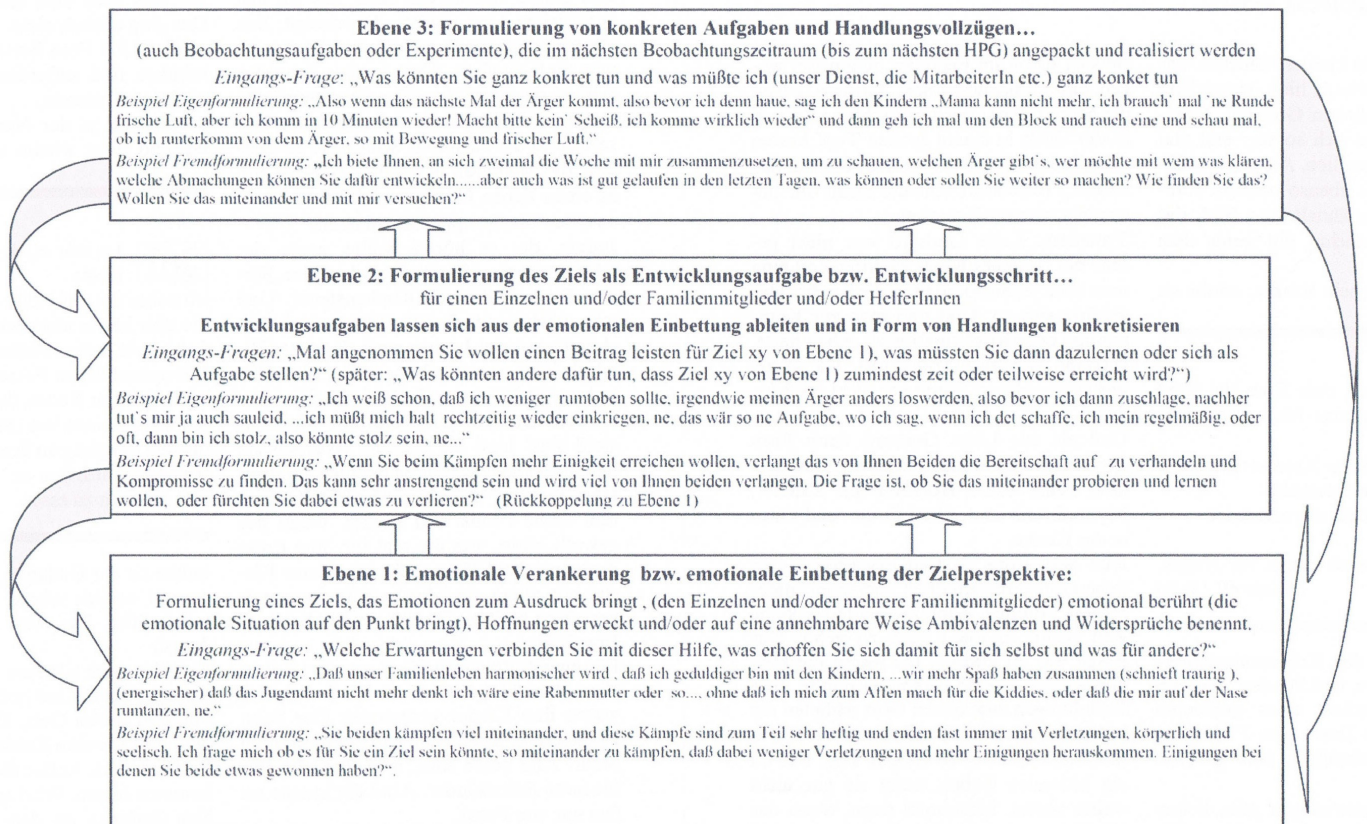 Ebene 3: Formulierung von konkreten Aufgaben und Handlungsvollzügen…
(auch Beobachtungsaufgaben oder Experimente), die im nächsten Beobachtungszeitraum (bis zum nächsten HPG) angepackt und realisiert werden
Eingangs-Frage: „Was könnten Sie ganz konkret tun und was müßte ich (unser Dienst, die MitarbeiterIn etc.) ganz konket tun
Beispiel Eigenformulierung: „Also wenn das nächste Mal der Ärger kommt, also bevor ich denn haue, sag ich den Kindern „Mama kann nicht mehr, ich brauch` mal `ne Runde
frische Luft, aber ich komm in 10 Minuten wieder! Macht bitte kein` Scheiß, ich komme wirklich wieder“ und dann geh ich mal um den Block und rauch eine und schau mal,
ob ich runterkomm von dem Ärger, so mit Bewegung und frischer Luft.“
Beispiel Fremdformulierung: „Ich biete Ihnen, an sich zweimal die Woche mit mir zusammenzusetzen, um zu schauen, welchen Ärger gibt`s, wer möchte mit wem was klären,
welche Abmachungen können Sie dafür entwickeln......aber auch was ist gut gelaufen in den letzten Tagen, was können oder sollen Sie weiter so machen? Wie finden Sie das?
Wollen Sie das miteinander und mit mir versuchen?“
Ebene 2: Formulierung des Ziels als Entwicklungsaufgabe bzw. Entwicklungsschritt…
für einen Einzelnen und/oder Familienmitglieder und/oder HelferInnen
Entwicklungsaufgaben lassen sich aus der emotionalen Einbettung ableiten und in Form von Handlungen konkretisieren
Eingangs-Fragen: „Mal angenommen Sie wollen einen Beitrag leisten für Ziel xy von Ebene 1), was müssten Sie dann dazulernen oder sich als
Aufgabe stellen?“ (später: „Was könnten andere dafür tun, dass Ziel xy von Ebene 1) zumindest zeit oder teilweise erreicht wird?“)
Beispiel Eigenformulierung: „Ich weiß schon, daß ich weniger rumtoben sollte, irgendwie meinen Ärger anders loswerden, also bevor ich dann zuschlage, nachher
tut`s mir ja auch sauleid, ...ich müßt mich halt rechtzeitig wieder einkriegen, ne, das wär so ne Aufgabe, wo ich sag, wenn ich det schaffe, ich mein regelmäßig, oder
oft, dann bin ich stolz, also könnte stolz sein, ne...“
Beispiel Fremdformulierung: „Wenn Sie beim Kämpfen mehr Einigkeit erreichen wollen, verlangt das von Ihnen Beiden die Bereitschaft auf zu verhandeln und
Kompromisse zu finden. Das kann sehr anstrengend sein und wird viel von Ihnen beiden verlangen. Die Frage ist, ob Sie das miteinander probieren und lernen
wollen, oder fürchten Sie dabei etwas zu verlieren?“ (Rückkoppelung zu Ebene 1)
Ebene 1: Emotionale Verankerung bzw. emotionale Einbettung der Zielperspektive:
Formulierung eines Ziels, das Emotionen zum Ausdruck bringt , (den Einzelnen und/oder mehrere Familienmitglieder) emotional berührt (die
emotionale Situation auf den Punkt bringt), Hoffnungen erweckt und/oder auf eine annehmbare Weise Ambivalenzen und Widersprüche benennt.
Eingangs-Frage: „Welche Erwartungen verbinden Sie mit dieser Hilfe, was erhoffen Sie sich damit für sich selbst und was für andere?“
Beispiel Eigenformulierung: „Daß unser Familienleben harmonischer wird , daß ich geduldiger bin mit den Kindern, ...wir mehr Spaß haben zusammen (schnieft traurig ),
(energischer) daß das Jugendamt nicht mehr denkt ich wäre eine Rabenmutter oder so...., ohne daß ich mich zum Affen mach für die Kiddies, oder daß die mir auf der Nase
rumtanzen, ne.“
Beispiel Fremdformulierung: „Sie beiden kämpfen viel miteinander, und diese Kämpfe sind zum Teil sehr heftig und enden fast immer mit Verletzungen, körperlich und
seelisch. Ich frage mich ob es für Sie ein Ziel sein könnte, so miteinander zu kämpfen, daß dabei weniger Verletzungen und mehr Einigungen herauskommen. Einigungen bei
denen Sie beide etwas gewonnen haben?“.